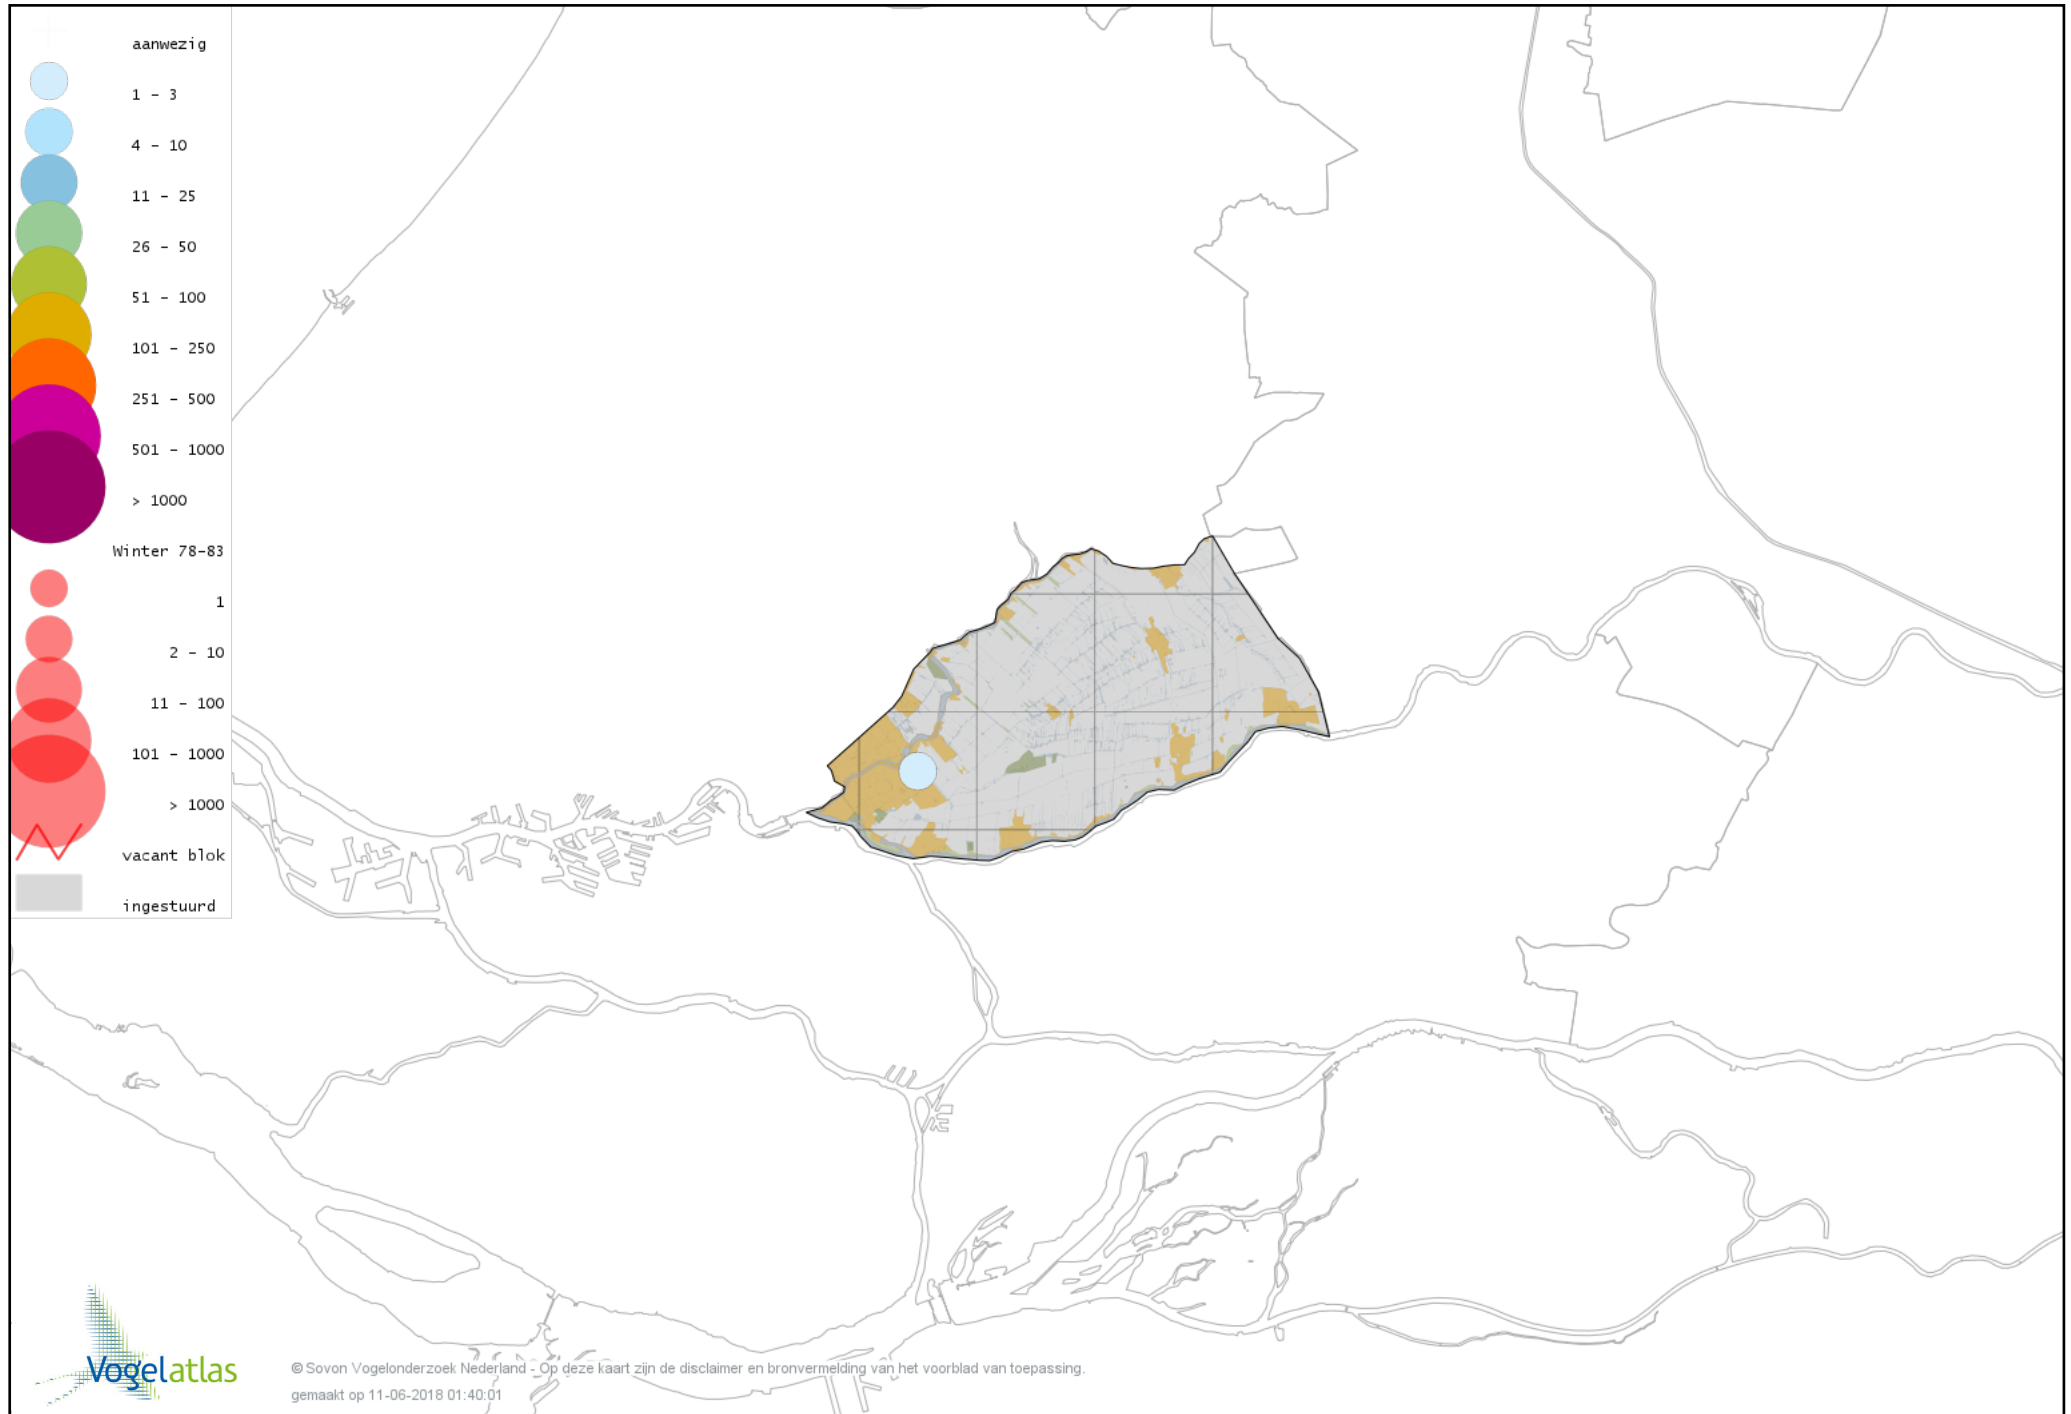 aanwezig
1 - 3
4 - 10
11 - 25
26 - 50
51 - 100
101 - 250
251 - 500
501 - 1000
> 1000
Winter 78-83
1
2 - 10
11 - 100
101 - 1000
> 1000
vacant blok
ingestuurd
Vogelatlas
© Sovon Vogelonderzoek Nederland - Op deze kaart zijn de disclaimer en bronvermelding van het voorblad van toepassing.
gemaakt op 11-06-2018 01:40:01